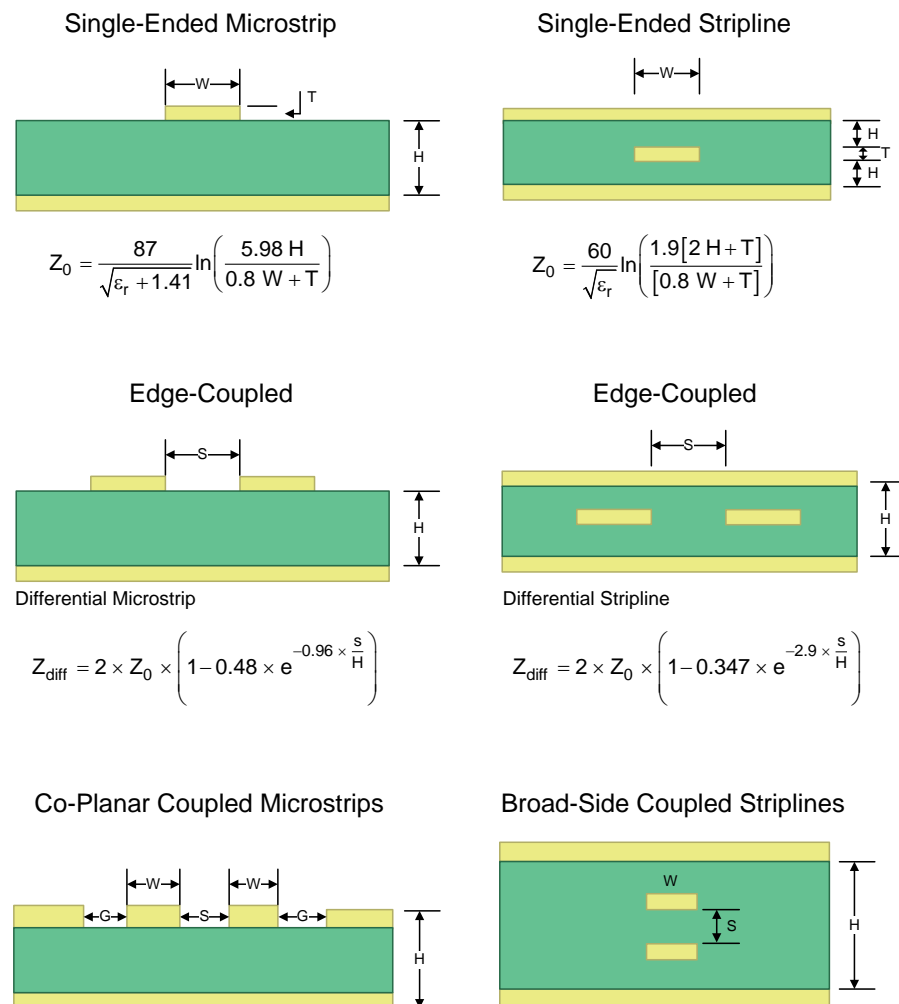 Single-Ended Microstrip
W
T
H
Z₀ = 87/√(εᵣ + 1.41) ln(5.98 H/(0.8 W + T))
Single-Ended Stripline
W
H
T
H
Z₀ = 60/√εᵣ ln(1.9[2 H + T]/[0.8 W + T])
Edge-Coupled
S
H
Differential Microstrip
Z_diff = 2 × Z₀ × (1 − 0.48 × e^(−0.96 × s/H))
Edge-Coupled
S
H
Differential Stripline
Z_diff = 2 × Z₀ × (1 − 0.347 × e^(−2.9 × s/H))
Co-Planar Coupled Microstrips
W W
G S G
H
Broad-Side Coupled Striplines
W
S
H